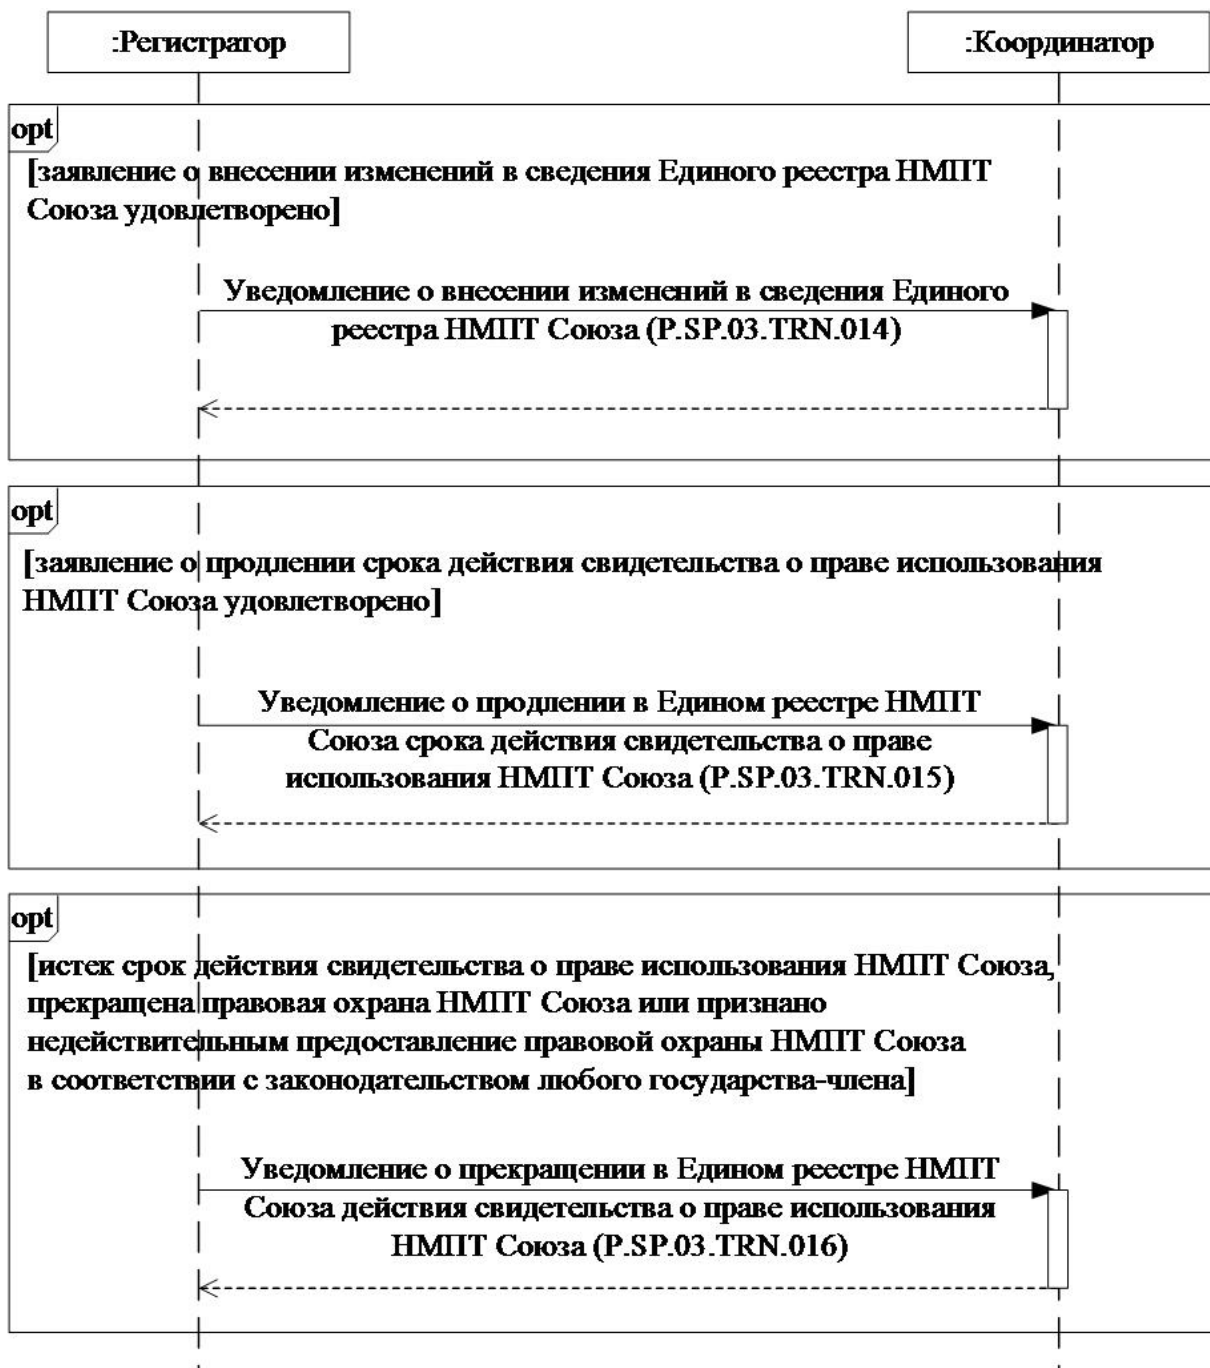 :Регистратор
:Координатор
opt
[заявление о внесении изменений в сведения Единого реестра НМПТ
Союза удовлетворено]
Уведомление о внесении изменений в сведения Единого
реестра НМПТ Союза (P.SP.03.TRN.014)
opt
[заявление о продлении срока действия свидетельства о праве использования
НМПТ Союза удовлетворено]
Уведомление о продлении в Едином реестре НМПТ
Союза срока действия свидетельства о праве
использования НМПТ Союза (P.SP.03.TRN.015)
opt
[истек срок действия свидетельства о праве использования НМПТ Союза,
прекращена правовая охрана НМПТ Союза или признано
недействительным предоставление правовой охраны НМПТ Союза
в соответствии с законодательством любого государства-члена]
Уведомление о прекращении в Едином реестре НМПТ
Союза действия свидетельства о праве использования
НМПТ Союза (P.SP.03.TRN.016)